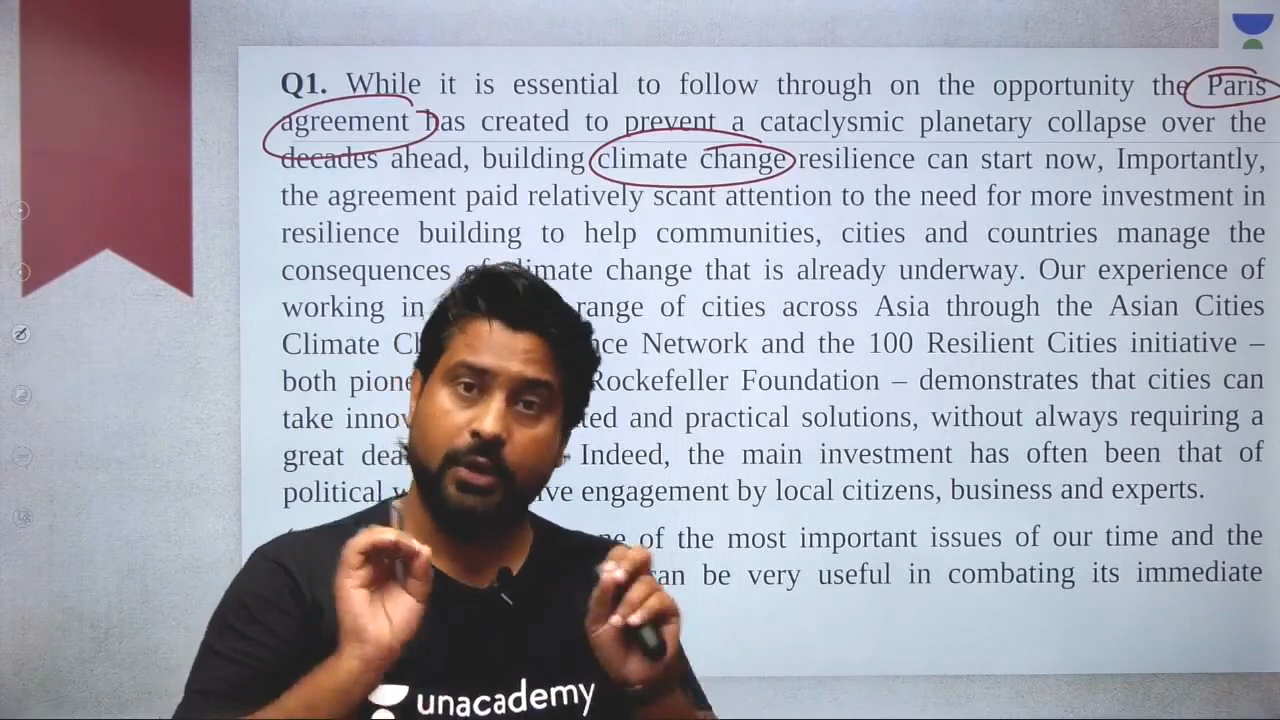 Q1. While it is essential to follow through on the opportunity the Paris
agreement has created to prevent a cataclysmic planetary collapse over the
decades ahead, building climate change resilience can start now, Importantly,
the agreement paid relatively scant attention to the need for more investment in
resilience building to help communities, cities and countries manage the
consequences of climate change that is already underway. Our experience of
working in range of cities across Asia through the Asian Cities
Climate Network and the 100 Resilient Cities initiative –
both Rockefeller Foundation – demonstrates that cities can
take and practical solutions, without always requiring a
great Indeed, the main investment has often been that of
political engagement by local citizens, business and experts.
of the most important issues of our time and the
can be very useful in combating its immediate
unacademy